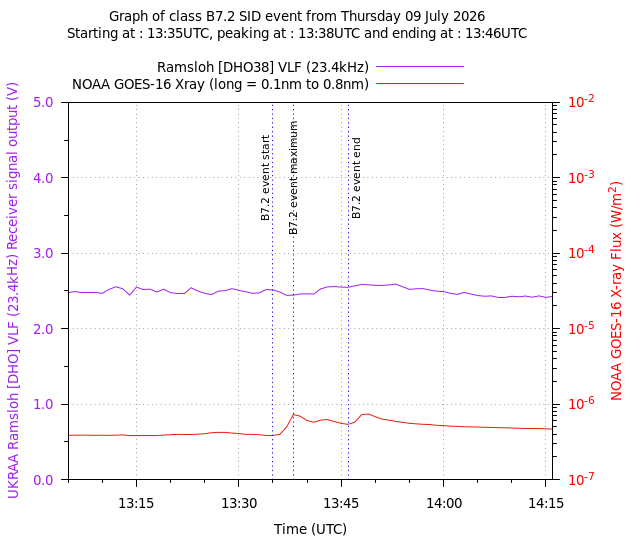 Graph of class B7.2 SID event from Thursday 09 July 2026
Starting at : 13:35UTC, peaking at : 13:38UTC and ending at : 13:46UTC
Ramsloh [DHO38] VLF (23.4kHz)
NOAA GOES-16 Xray (long = 0.1nm to 0.8nm)
UKRAA Ramsloh [DHO] VLF (23.4kHz) Receiver signal output (V)
5.0
4.0
3.0
2.0
1.0
0.0
B7.2 event start
B7.2 event maximum
B7.2 event end
10-2
10-3
10-4
10-5
10-6
10-7
NOAA GOES-16 X-ray Flux (W/m2)
13:15
13:30
13:45
14:00
14:15
Time (UTC)